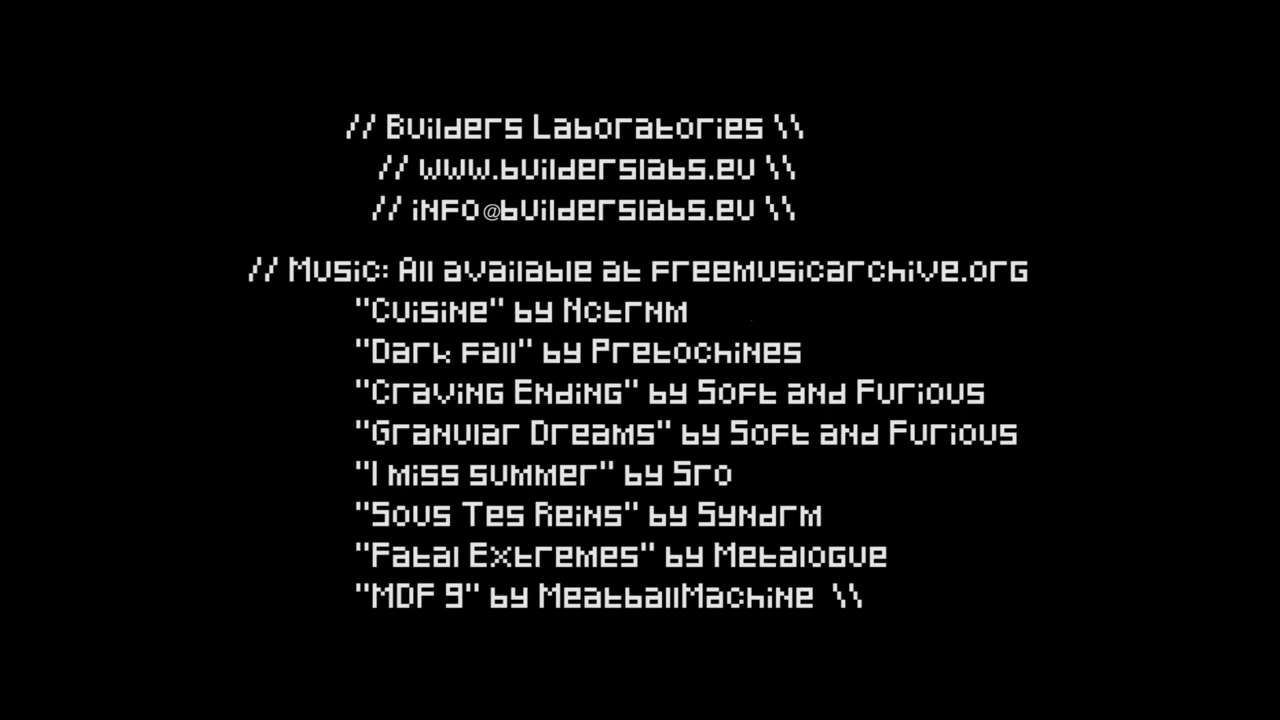 // Builders Laboratories \\
// www.builderslabs.eu \\
// info@builderslabs.eu \\
// Music: All available at freemusicarchive.org
"Cuisine" by Nctrnm
"Dark fall" by Pretochines
"Craving Ending" by Soft and Furious
"Granular Dreams" by Soft and Furious
"I miss summer" by Sro
"Sous Tes Reins" by Syndrm
"Fatal Extremes" by Metalogue
"MDF 9" by MeatballMachine \\